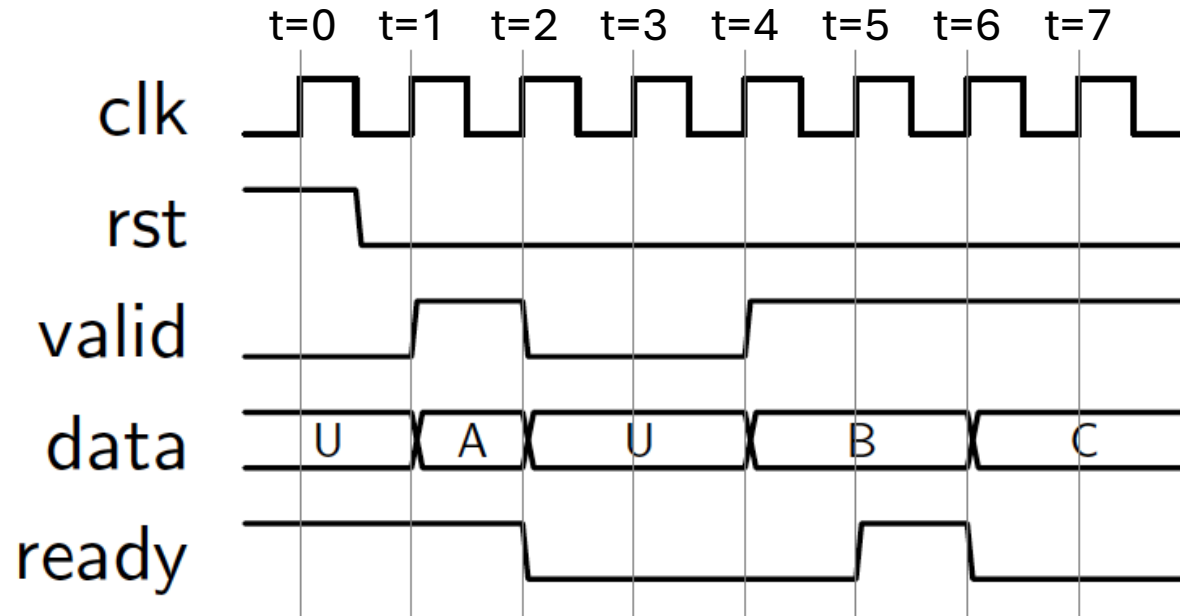 t=0 t=1 t=2 t=3 t=4 t=5 t=6 t=7
clk
rst
valid
data U A U B C
ready